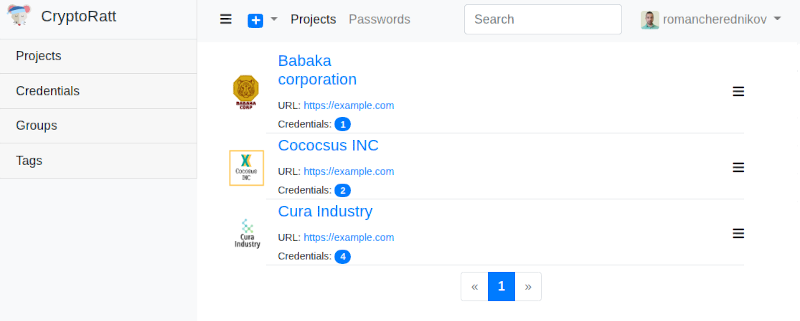 CryptoRatt
Projects
Credentials
Groups
Tags
Projects Passwords Search romancherednikov
BABAKA
CORP
Babaka
corporation
URL: https://example.com
Credentials: 1
Cococsus
INC
Cococsus INC
URL: https://example.com
Credentials: 2
Cura
Industry
Cura Industry
URL: https://example.com
Credentials: 4
« 1 »